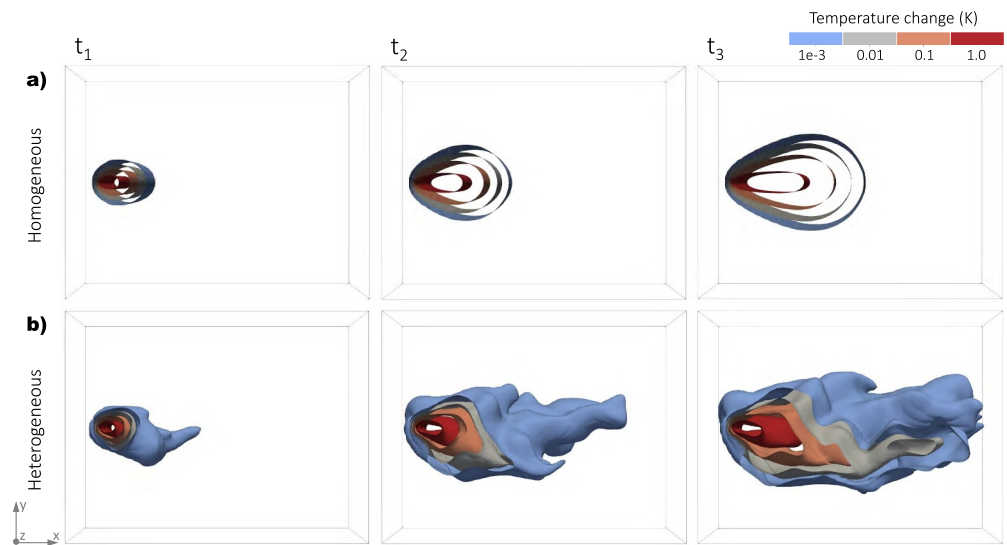 Temperature change (K)
t1 t2 t3
1e-3 0.01 0.1 1.0
a)
Homogeneous
b)
Heterogeneous
y
z x